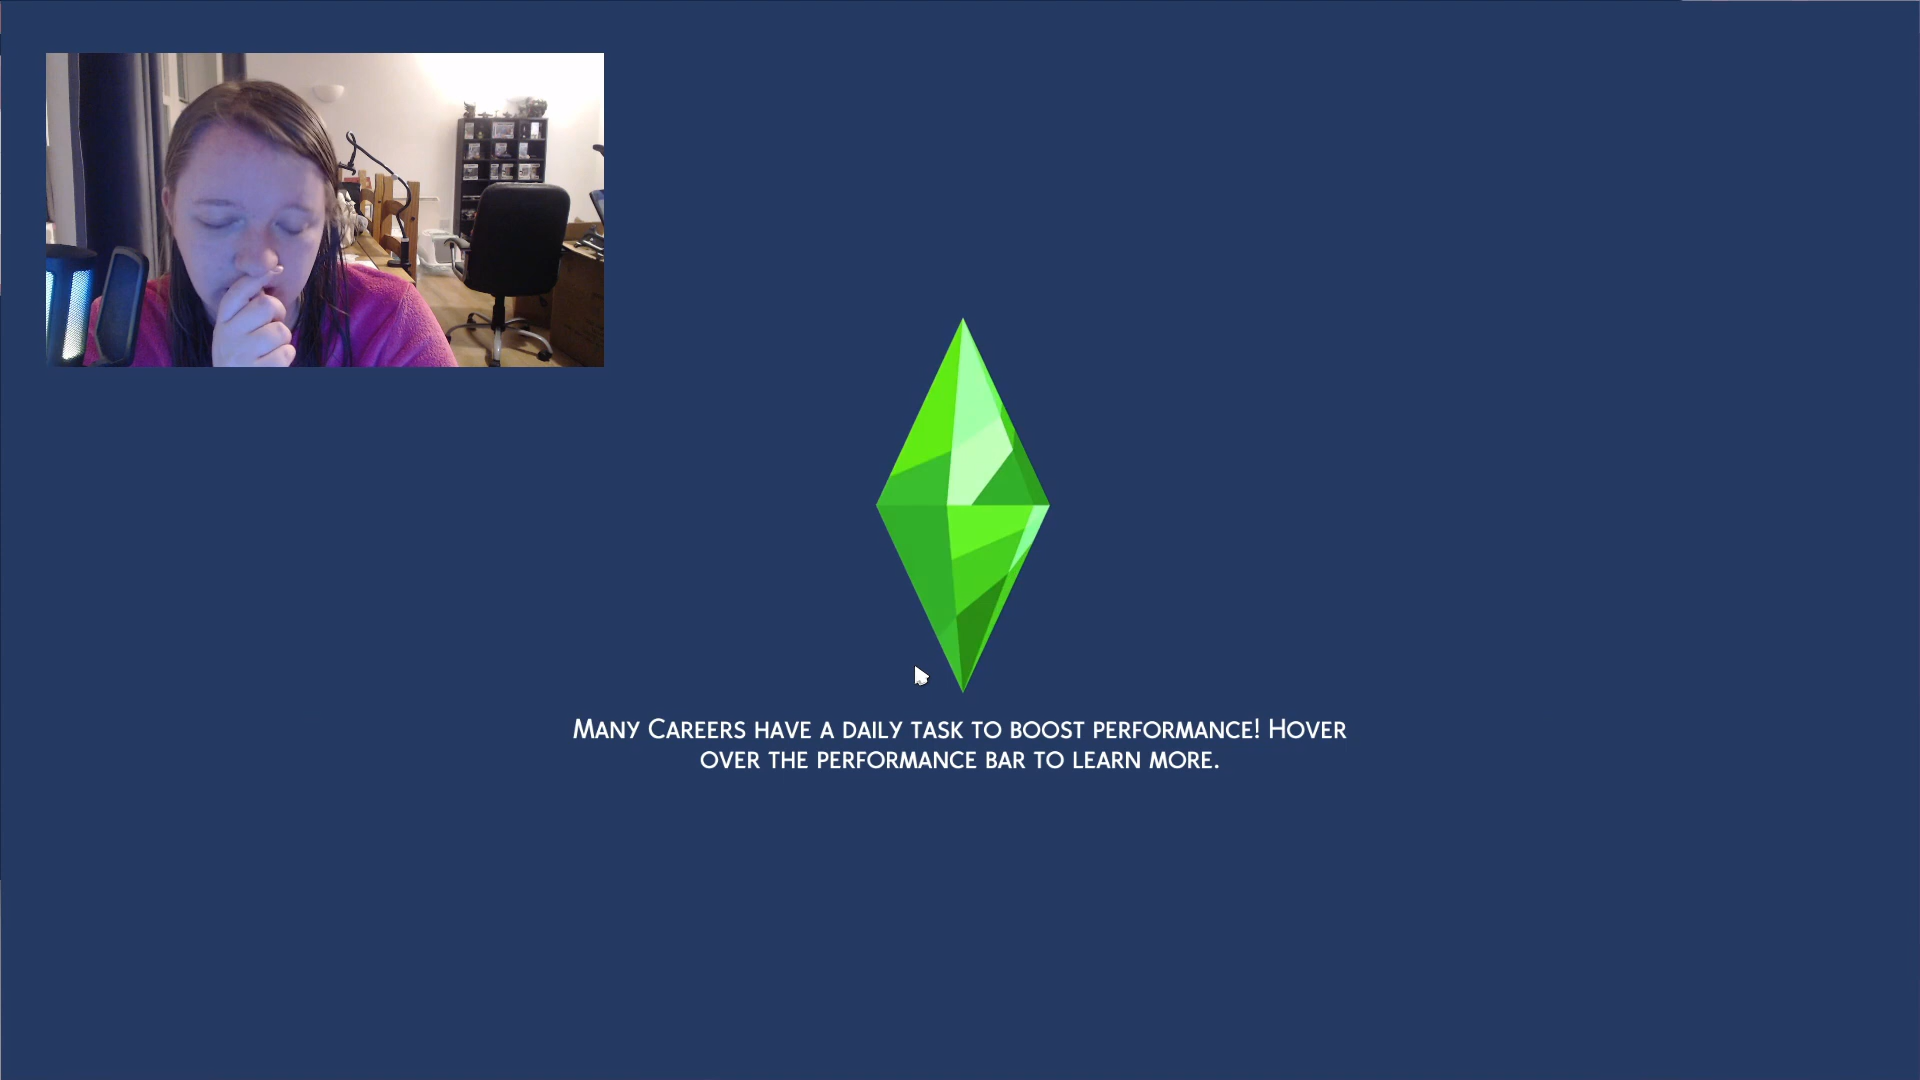 Many Careers have a daily task to boost performance! Hover
over the performance bar to learn more.